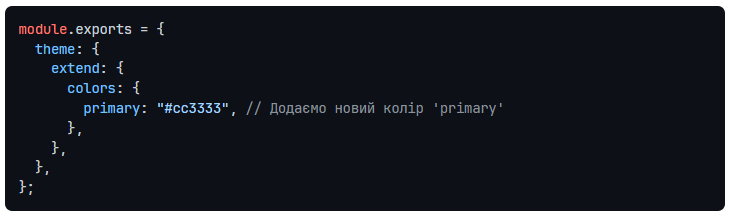 module.exports = {
  theme: {
    extend: {
      colors: {
        primary: "#cc3333", // Додаємо новий колір 'primary'
      },
    },
  },
};